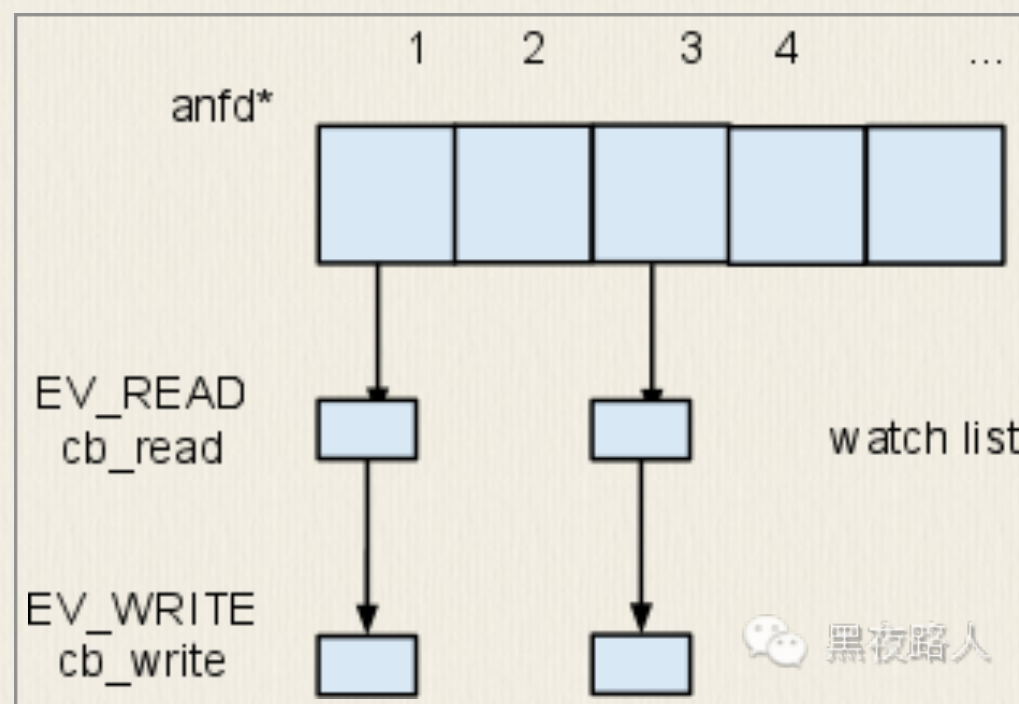 1 2 3 4 ...
anfd*
EV_READ
cb_read
watch list
EV_WRITE
cb_write
黑夜路人